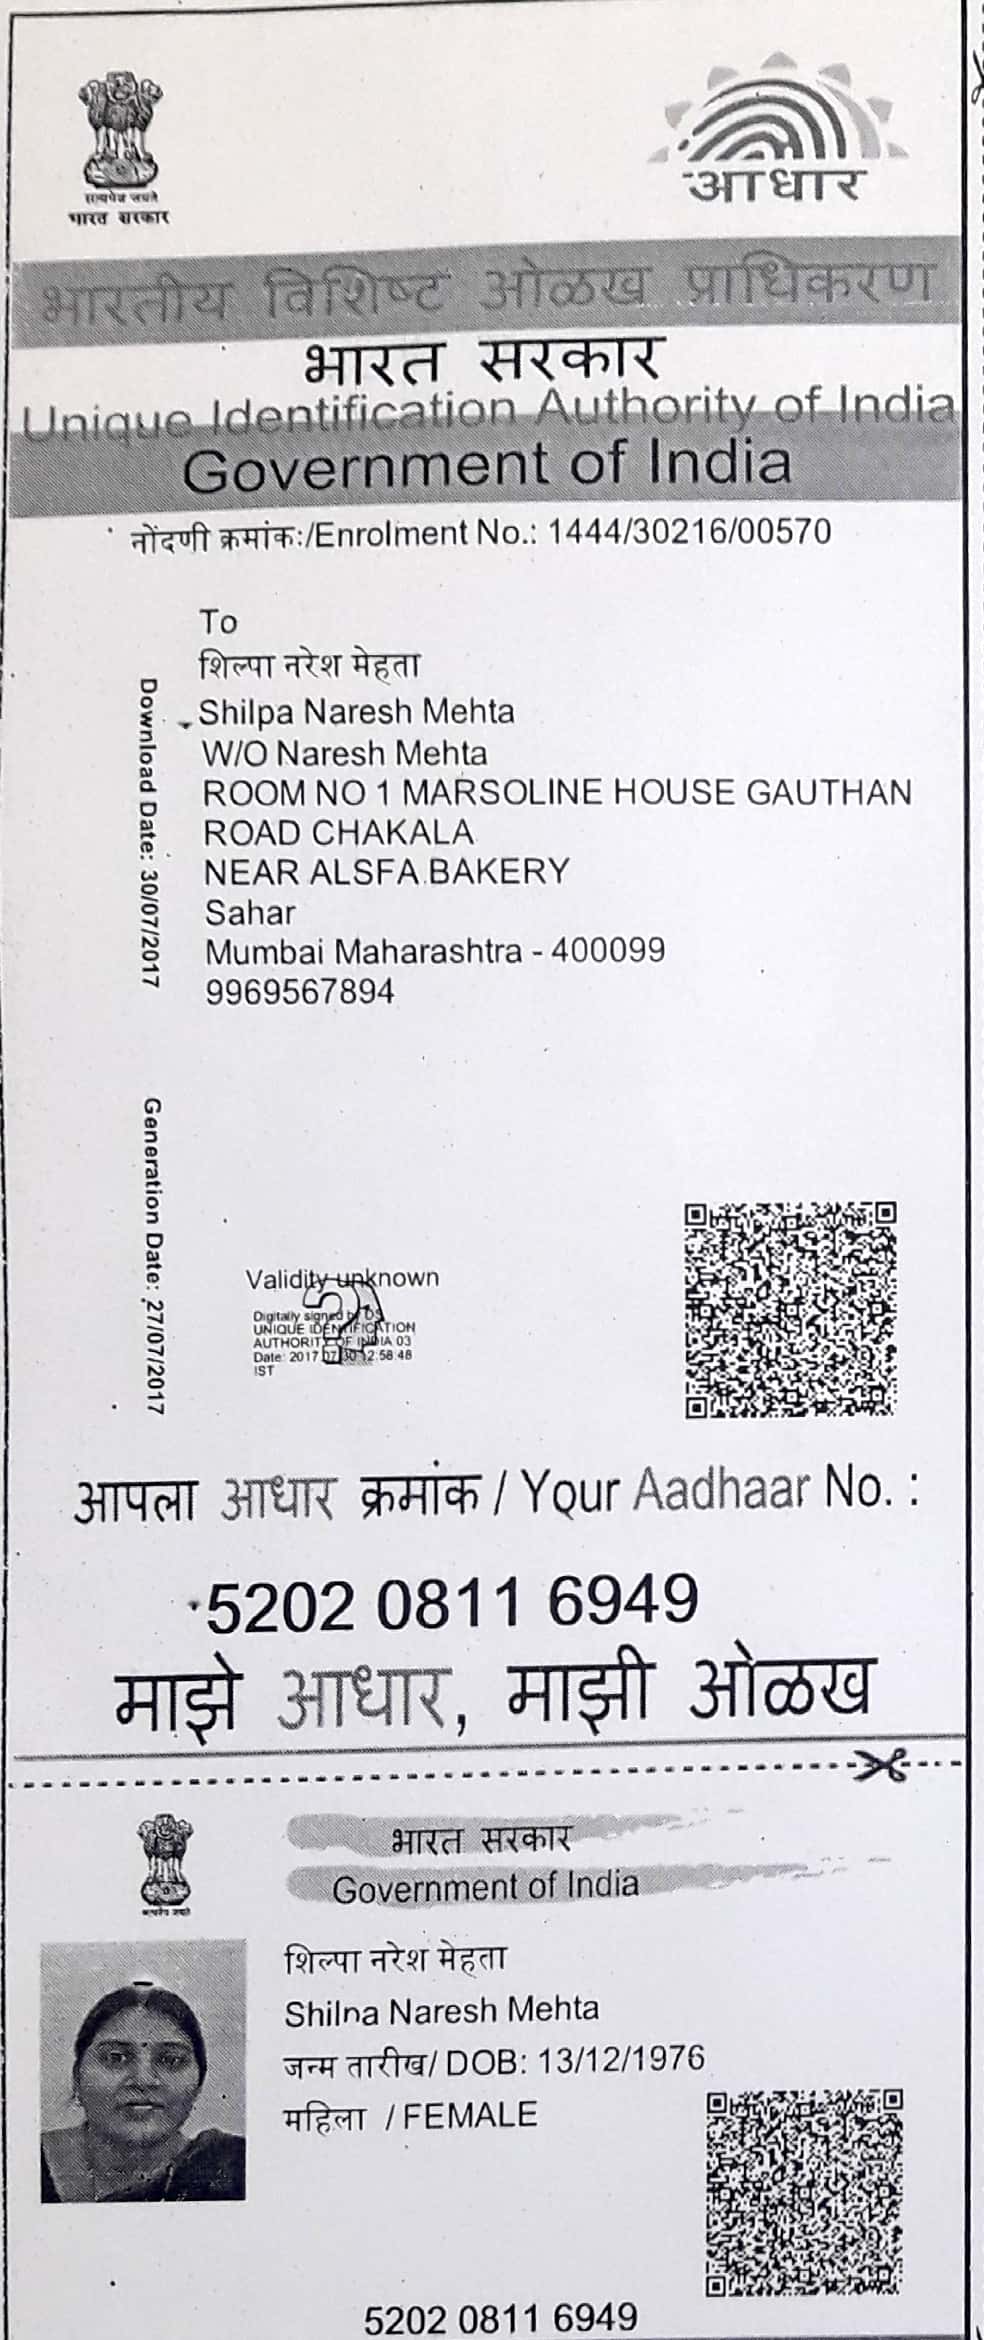 सत्यमेव जयते
भारत सरकार
आधार
भारतीय विशिष्ट ओळख प्राधिकरण
भारत सरकार
Unique Identification Authority of India
Government of India
नोंदणी क्रमांक:/Enrolment No.: 1444/30216/00570
To
शिल्पा नरेश मेहता
Shilpa Naresh Mehta
W/O Naresh Mehta
ROOM NO 1 MARSOLINE HOUSE GAUTHAN
ROAD CHAKALA
NEAR ALSFA BAKERY
Sahar
Mumbai Maharashtra - 400099
9969567894
Download Date: 30/07/2017
Generation Date: 27/07/2017
Validity unknown
Digitally signed by DS
UNIQUE IDENTIFICATION
AUTHORITY OF INDIA 03
Date: 2017.07.30 12:58:48
IST
आपला आधार क्रमांक / Your Aadhaar No. :
5202 0811 6949
माझे आधार, माझी ओळख
सत्यमेव जयते
भारत सरकार
Government of India
शिल्पा नरेश मेहता
Shilpa Naresh Mehta
जन्म तारीख/ DOB: 13/12/1976
महिला / FEMALE
5202 0811 6949